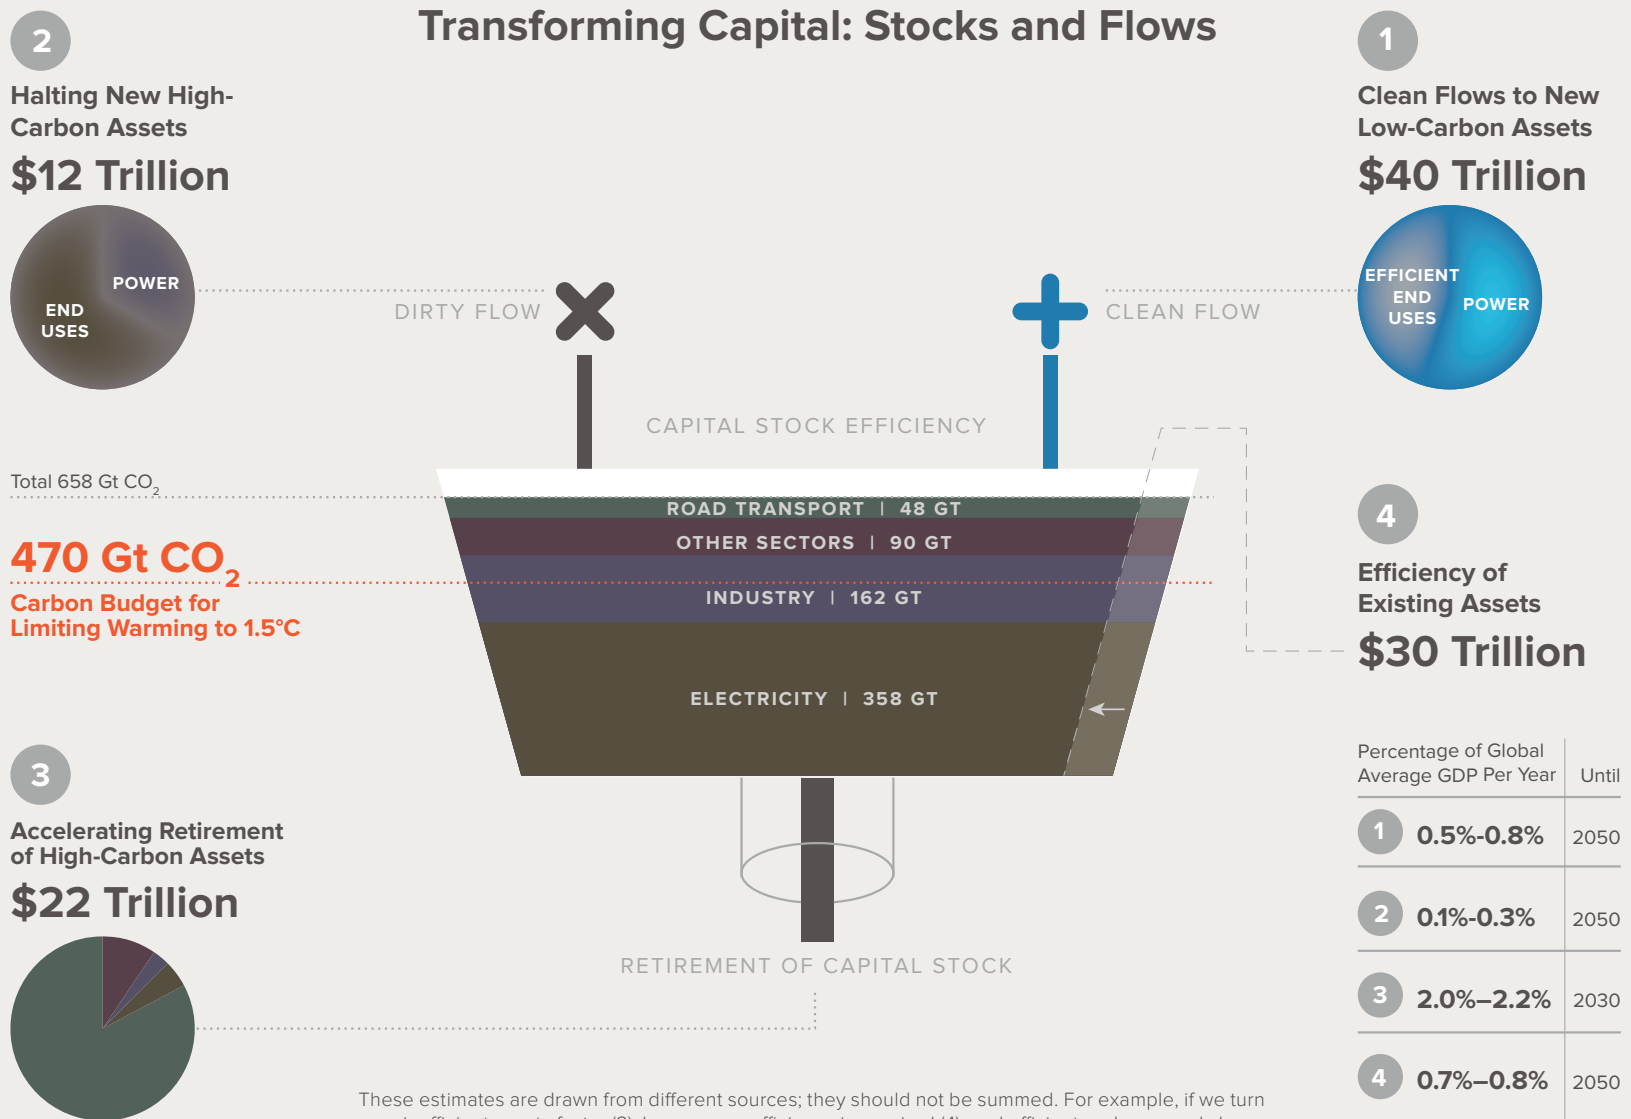 Transforming Capital: Stocks and Flows
2
Halting New High-
Carbon Assets
$12 Trillion
POWER
END
USES
DIRTY FLOW
1
Clean Flows to New
Low-Carbon Assets
$40 Trillion
EFFICIENT
END
USES
POWER
CLEAN FLOW
CAPITAL STOCK EFFICIENCY
Total 658 Gt CO2
470 Gt CO2
Carbon Budget for
Limiting Warming to 1.5°C
ROAD TRANSPORT | 48 GT
OTHER SECTORS | 90 GT
INDUSTRY | 162 GT
ELECTRICITY | 358 GT
4
Efficiency of
Existing Assets
$30 Trillion
3
Accelerating Retirement
of High-Carbon Assets
$22 Trillion
RETIREMENT OF CAPITAL STOCK
Percentage of Global
Average GDP Per Year Until
1 0.5%-0.8% 2050
2 0.1%-0.3% 2050
3 2.0%–2.2% 2030
4 0.7%–0.8% 2050
These estimates are drawn from different sources; they should not be summed. For example, if we turn